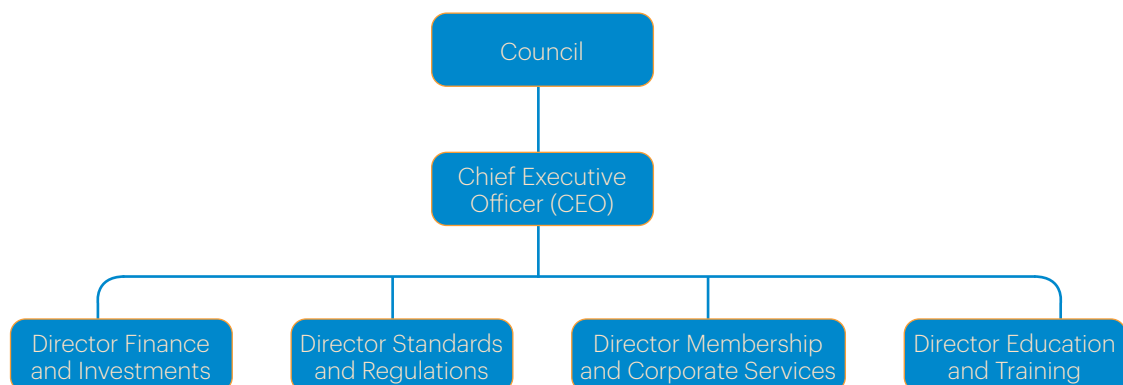 Council
Chief Executive
Officer (CEO)
Director Finance
and Investments
Director Standards
and Regulations
Director Membership
and Corporate Services
Director Education
and Training